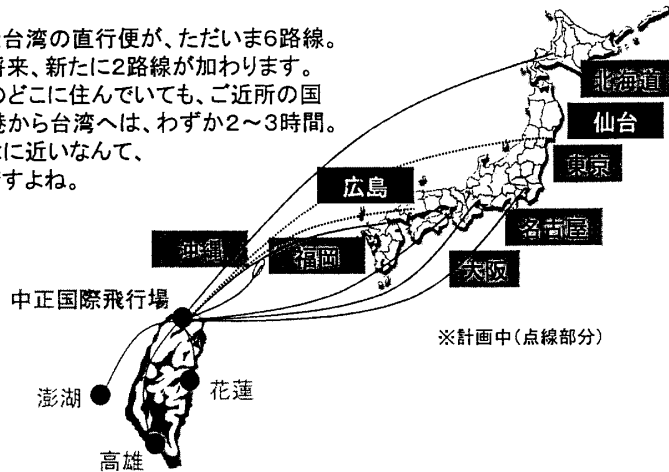 台湾の直行便が、ただいま6路線。
将来、新たに2路線が加わります。
のどこに住んでいても、ご近所の国
港から台湾へは、わずか2～3時間。
に近いなんて、
すよね。
北海道
仙台
東京
広島
名古屋
沖縄
福岡
大阪
中正国際飛行場
※計画中(点線部分)
澎湖
花蓮
高雄